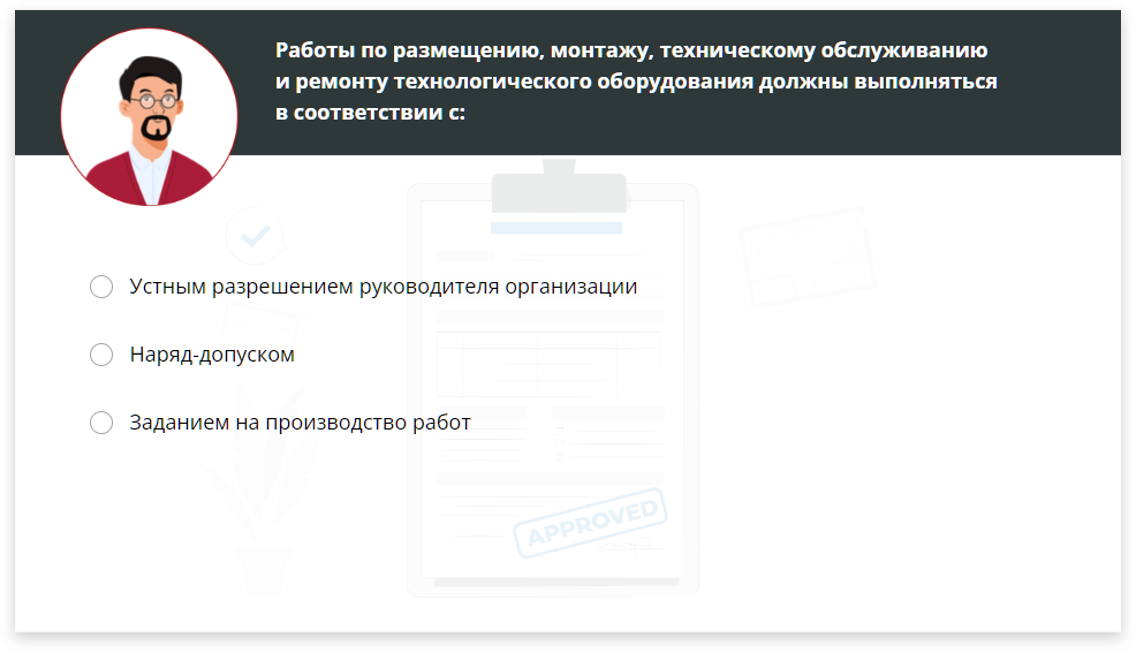 Работы по размещению, монтажу, техническому обслуживанию
и ремонту технологического оборудования должны выполняться
в соответствии с:
Устным разрешением руководителя организации
Наряд-допуском
Заданием на производство работ
APPROVED